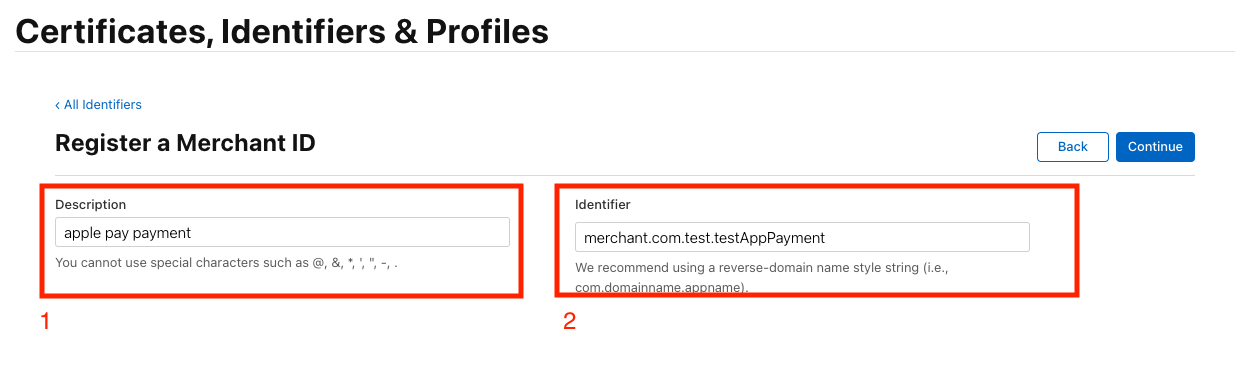 Certificates, Identifiers & Profiles
‹ All Identifiers
Register a Merchant ID
Back
Continue
Description
Identifier
apple pay payment
merchant.com.test.testAppPayment
You cannot use special characters such as @, &, *, ', ", -, .
We recommend using a reverse-domain name style string (i.e.,
com.domainname.appname).
1
2